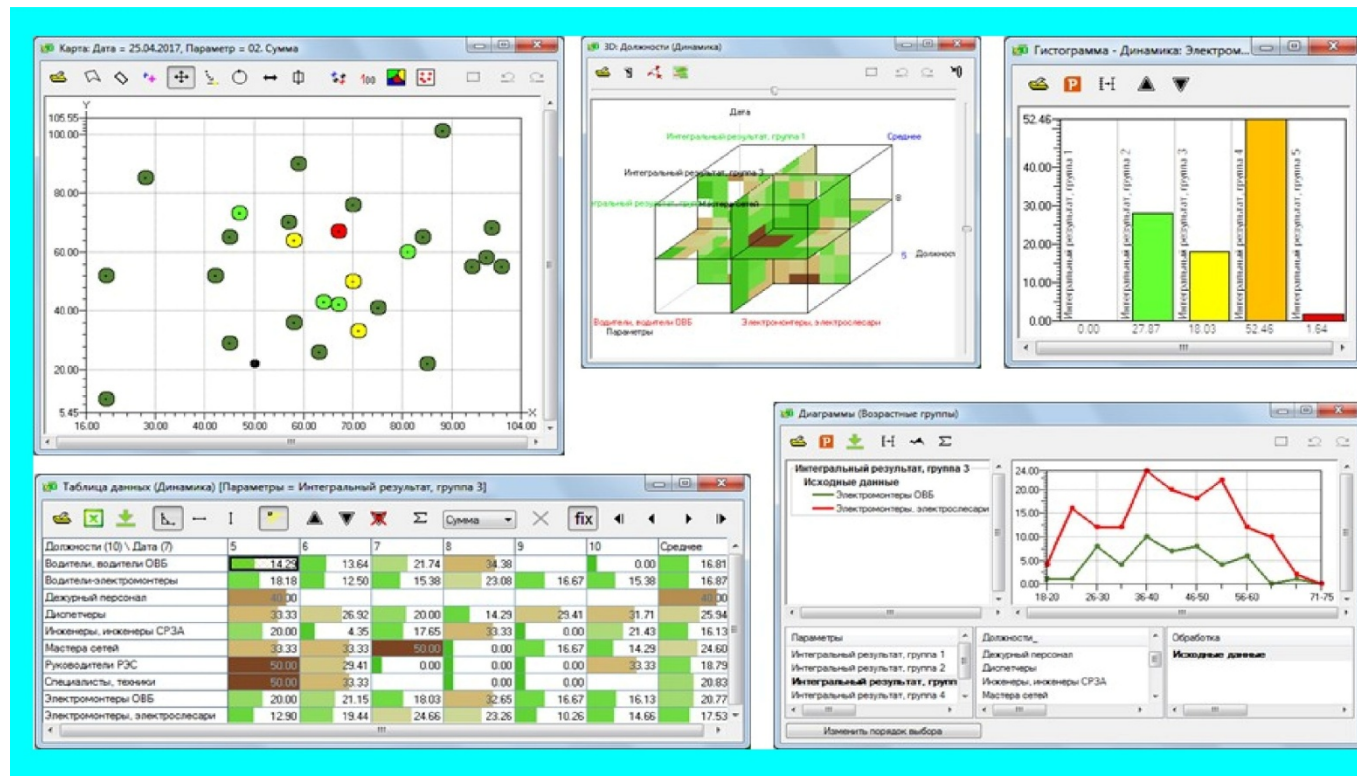 Карта: Дата = 25.04.2017, Параметр = 02. Сумма
100
Y
105.55
100.00
80.00
60.00
40.00
20.00
5.45
16.00 30.00 40.00 50.00 60.00 70.00 80.00 90.00 104.00
X
3D: Должности (Динамика)
Дата
Интегральный результат, группа 1
Среднее
Интегральный результат, группа 3
Мастера сетей
8
5 Должност
Водители, водители ОВБ
Электромонтеры, электрослесари
Параметры
Гистограмма - Динамика: Электром...
P
52.46
40.00
30.00
20.00
10.00
0.00
Интегральный результат, группа 1
Интегральный результат, группа 2
Интегральный результат, группа 3
Интегральный результат, группа 4
Интегральный результат, группа 5
0.00 27.87 18.03 52.46 1.64
Таблица данных (Динамика) [Параметры = Интегральный результат, группа 3]
Σ Сумма fix
Должности (10) \ Дата (7) 5 6 7 8 9 10 Среднее
Водители, водители ОВБ 14.29 13.64 21.74 34.38 0.00 16.81
Водители-электромонтеры 18.18 12.50 15.38 23.08 16.67 15.38 16.87
Дежурный персонал 40.00 40.00
Диспетчеры 33.33 26.92 20.00 14.29 29.41 31.71 25.94
Инженеры, инженеры СРЗА 20.00 4.35 17.65 33.33 0.00 21.43 16.13
Мастера сетей 33.33 33.33 50.00 0.00 16.67 14.29 24.60
Руководители РЭС 50.00 29.41 0.00 0.00 0.00 33.33 18.79
Специалисты, техники 50.00 33.33 0.00 0.00 20.83
Электромонтеры ОВБ 20.00 21.15 18.03 32.65 16.67 16.13 20.77
Электромонтеры, электрослесари 12.90 19.44 24.66 23.26 10.26 14.66 17.53
Диаграммы (Возрастные группы)
P Σ
Интегральный результат, группа 3
Исходные данные
Электромонтеры ОВБ
Электромонтеры, электрослесари
24.00
20.00
15.00
10.00
5.00
0.00
18-20 26-30 36-40 46-50 56-60 71-75
Параметры
Интегральный результат, группа 1
Интегральный результат, группа 2
Интегральный результат, групп
Интегральный результат, группа 4
Должности_
Дежурный персонал
Диспетчеры
Инженеры, инженеры СРЗА
Мастера сетей
Обработка
Исходные данные
Изменить порядок выбора